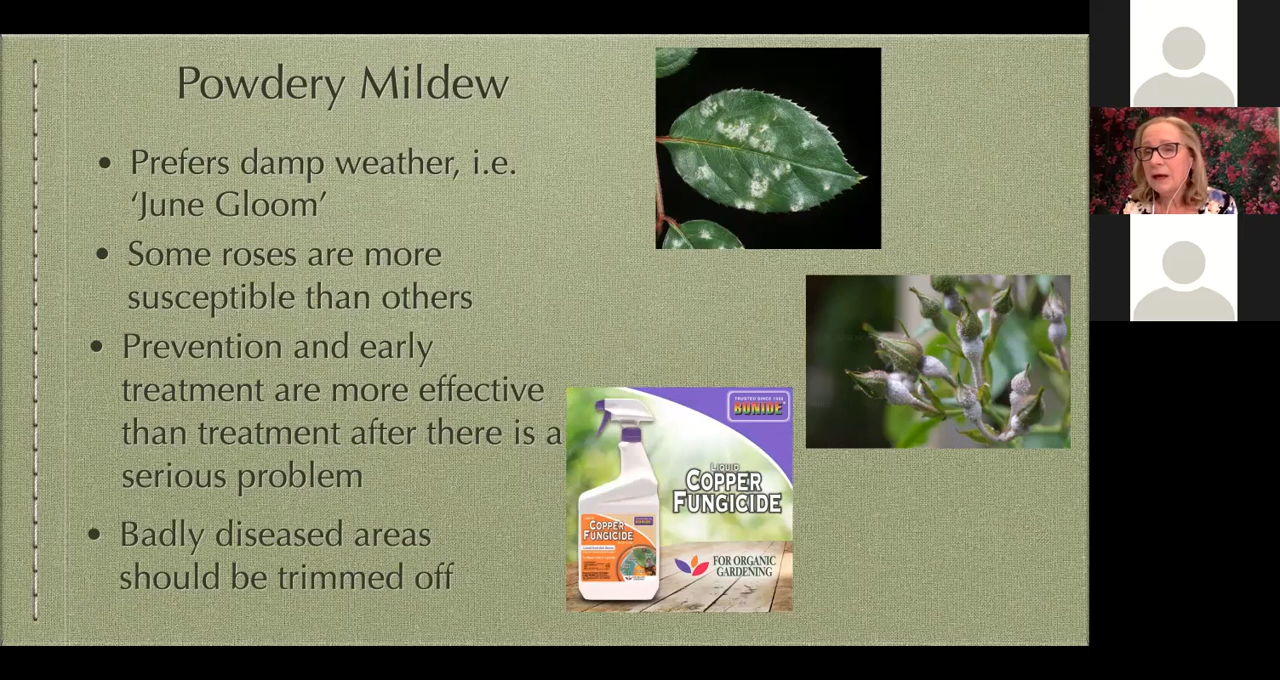 Powdery Mildew
• Prefers damp weather, i.e.
‘June Gloom’
• Some roses are more
susceptible than others
• Prevention and early
treatment are more effective
than treatment after there is a
serious problem
• Badly diseased areas
should be trimmed off
TRUSTED SINCE 1926
BONIDE
LIQUID
COPPER
FUNGICIDE
FOR ORGANIC
GARDENING
COPPER
FUNGICIDE